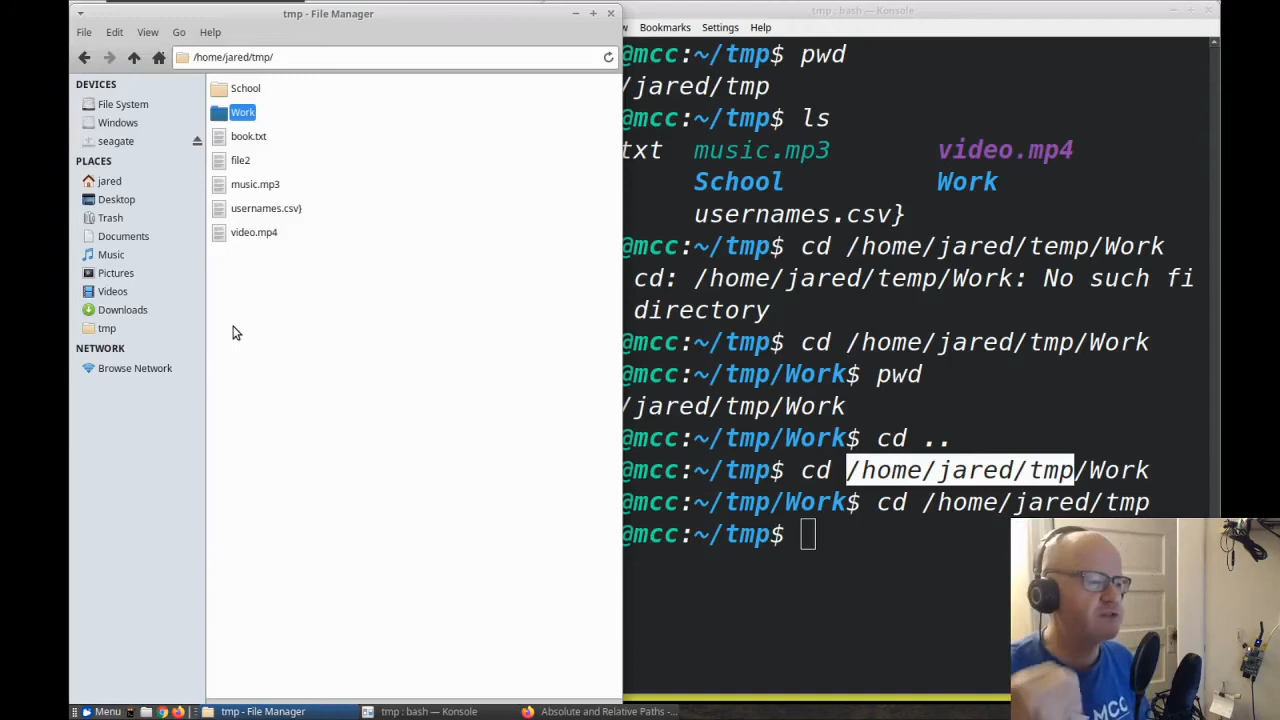 tmp - File Manager
File Edit View Go Help
/home/jared/tmp/
DEVICES
File System
Windows
seagate
PLACES
jared
Desktop
Trash
Documents
Music
Pictures
Videos
Downloads
tmp
NETWORK
Browse Network
School
Work
book.txt
file2
music.mp3
usernames.csv}
video.mp4
tmp : bash — Konsole
Bookmarks Settings Help
@mcc:~/tmp$ pwd
/jared/tmp
@mcc:~/tmp$ ls
txt music.mp3 video.mp4
School Work
usernames.csv}
@mcc:~/tmp$ cd /home/jared/temp/Work
cd: /home/jared/temp/Work: No such fi
directory
@mcc:~/tmp$ cd /home/jared/tmp/Work
@mcc:~/tmp/Work$ pwd
/jared/tmp/Work
@mcc:~/tmp/Work$ cd ..
@mcc:~/tmp$ cd /home/jared/tmp/Work
@mcc:~/tmp/Work$ cd /home/jared/tmp
@mcc:~/tmp$
MCC
Menu tmp - File Manager tmp : bash — Konsole Absolute and Relative Paths -...